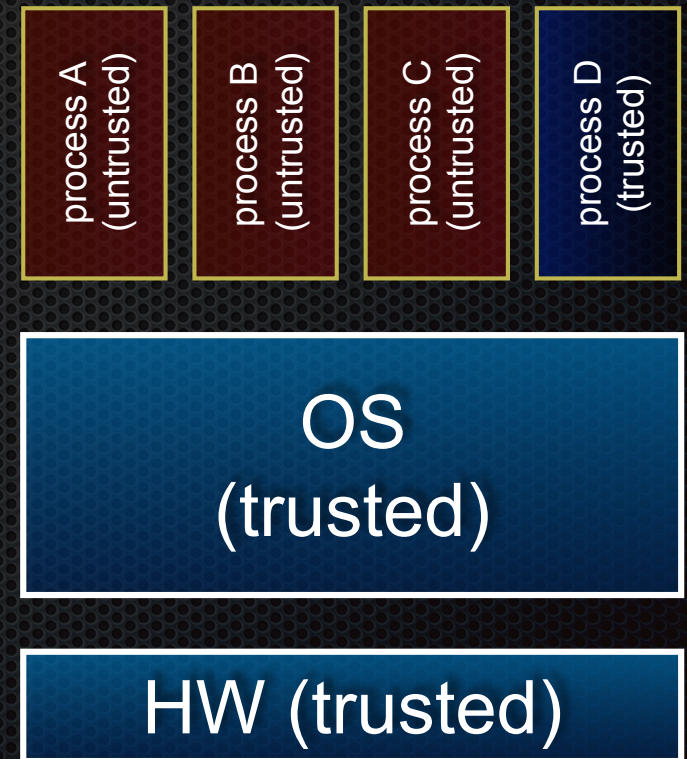 process A
(untrusted)
process B
(untrusted)
process C
(untrusted)
process D
(trusted)
OS
(trusted)
HW (trusted)